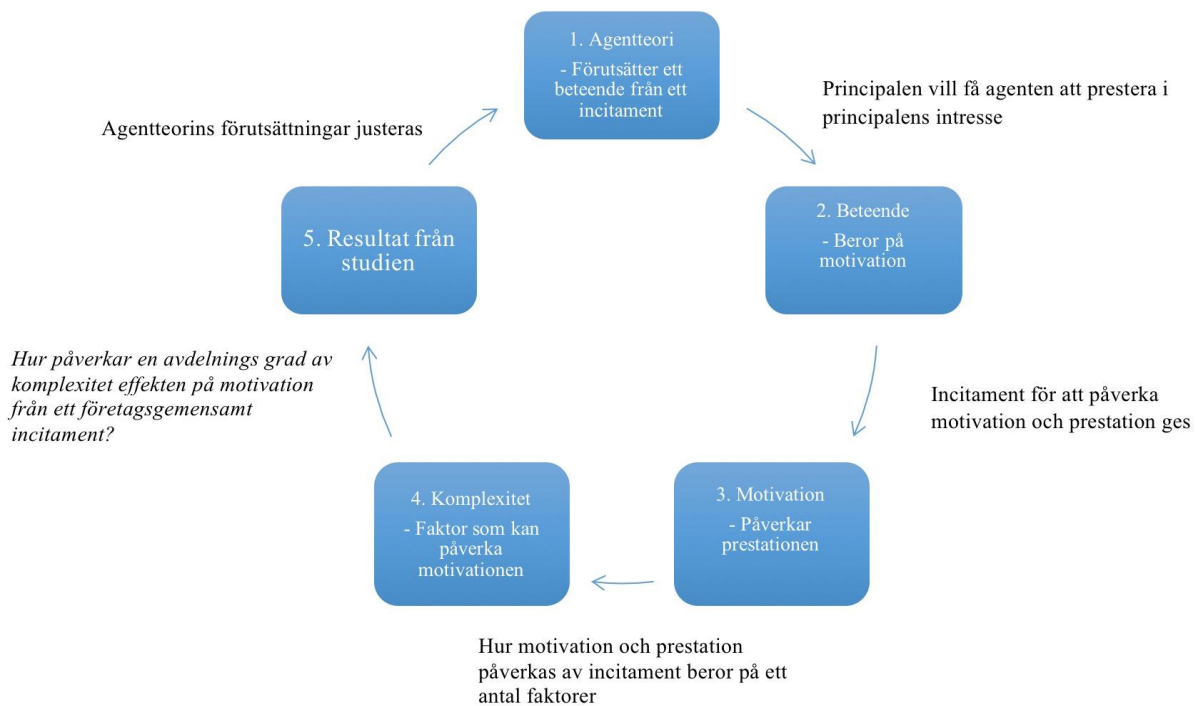 1. Agentteori
- Förutsätter ett
beteende från ett
incitament
Principalen vill få agenten att prestera i
principalens intresse
2. Beteende
- Beror på
motivation
Incitament för att påverka
motivation och prestation ges
3. Motivation
- Påverkar
prestationen
Hur motivation och prestation
påverkas av incitament beror på ett
antal faktorer
4. Komplexitet
- Faktor som kan
påverka
motivationen
Hur påverkar en avdelnings grad av
komplexitet effekten på motivation
från ett företagsgemensamt
incitament?
5. Resultat från
studien
Agentteorins förutsättningar justeras